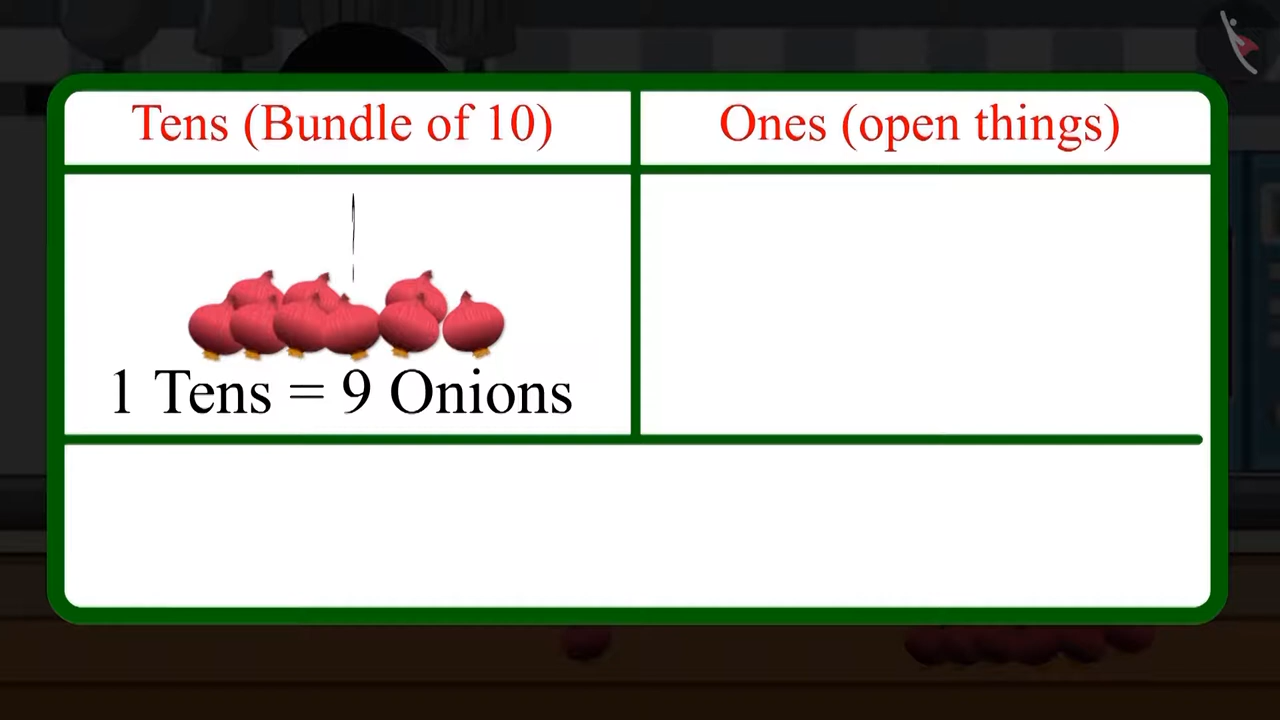 Tens (Bundle of 10)
Ones (open things)
1 Tens = 9 Onions